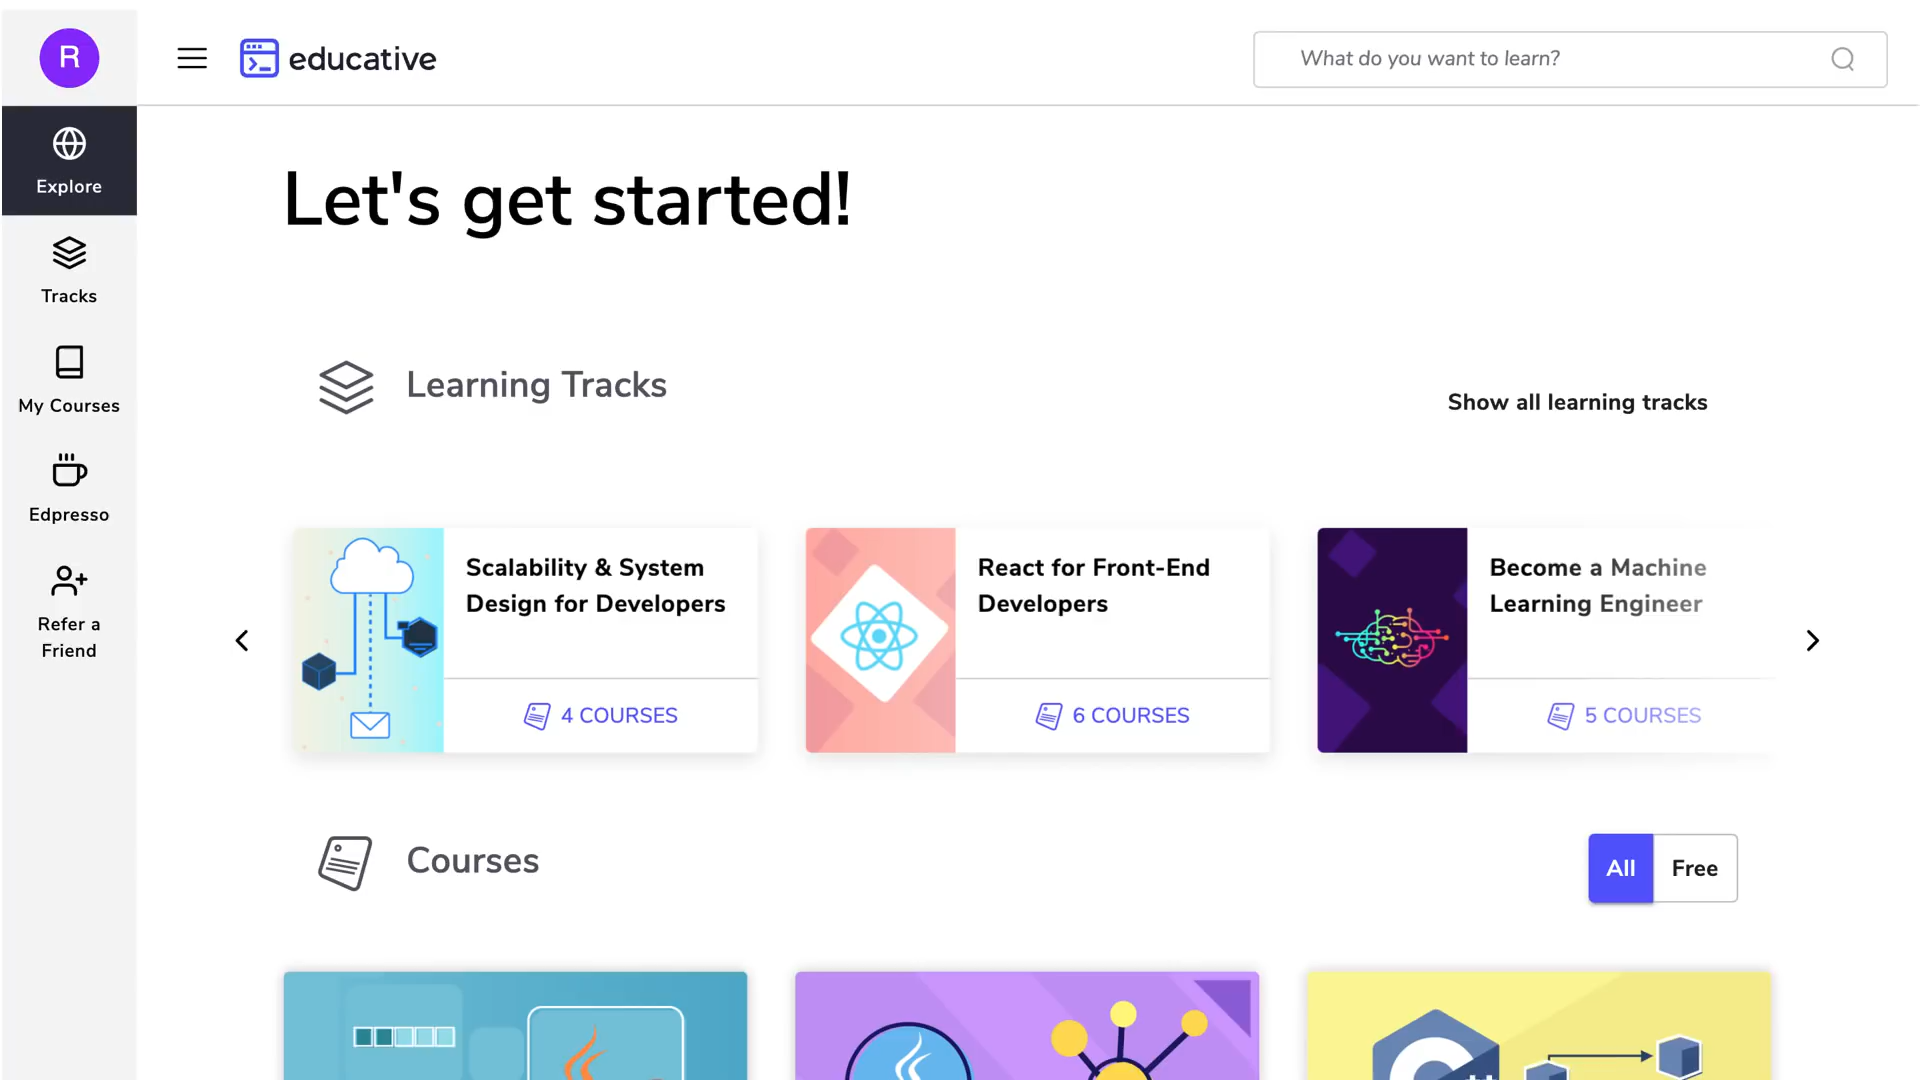 R
educative
What do you want to learn?
Explore
Tracks
My Courses
Edpresso
Refer a
Friend
Let's get started!
Learning Tracks
Show all learning tracks
Scalability & System
Design for Developers
4 COURSES
React for Front-End
Developers
6 COURSES
Become a Machine
Learning Engineer
5 COURSES
Courses
All
Free